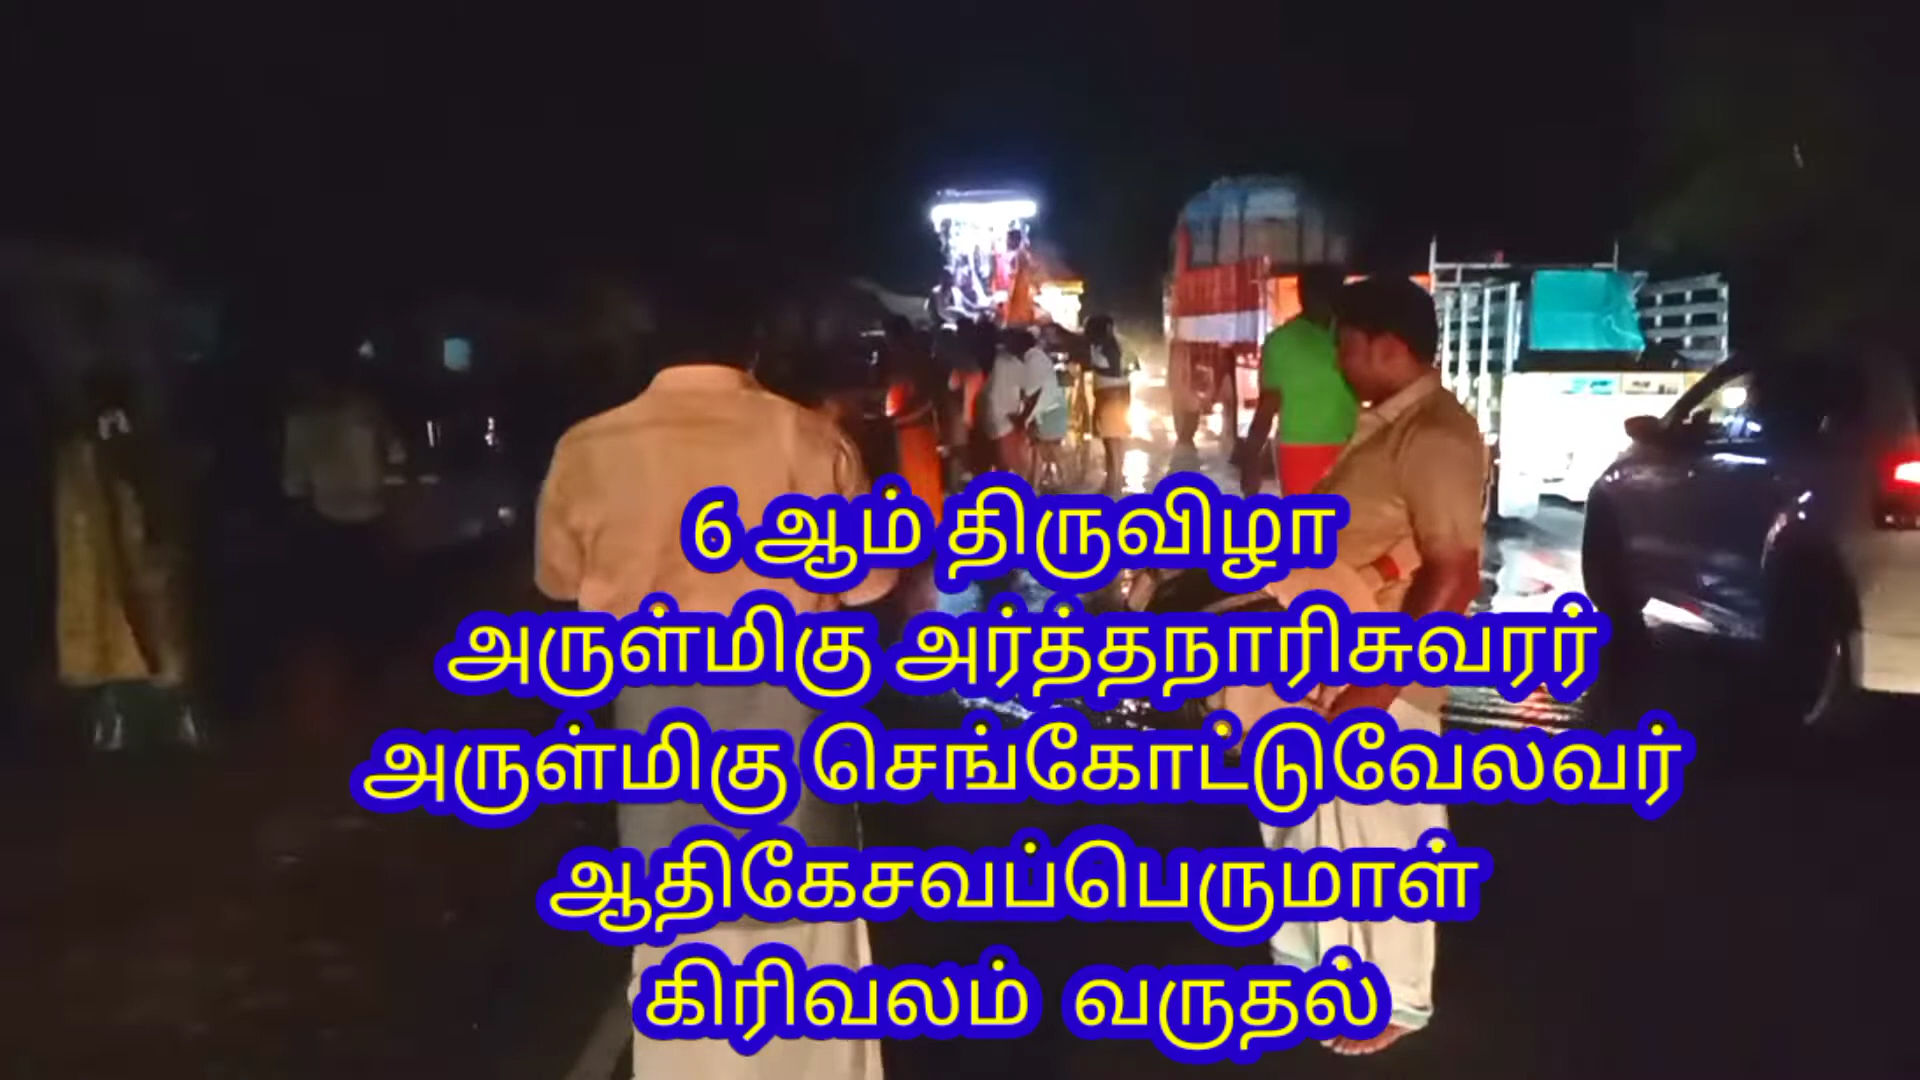 6 ஆம் திருவிழா
அருள்மிகு அர்த்தநாரிசுவரர்
அருள்மிகு செங்கோட்டுவேலவர்
ஆதிகேசவப்பெருமாள்
கிரிவலம் வருதல்